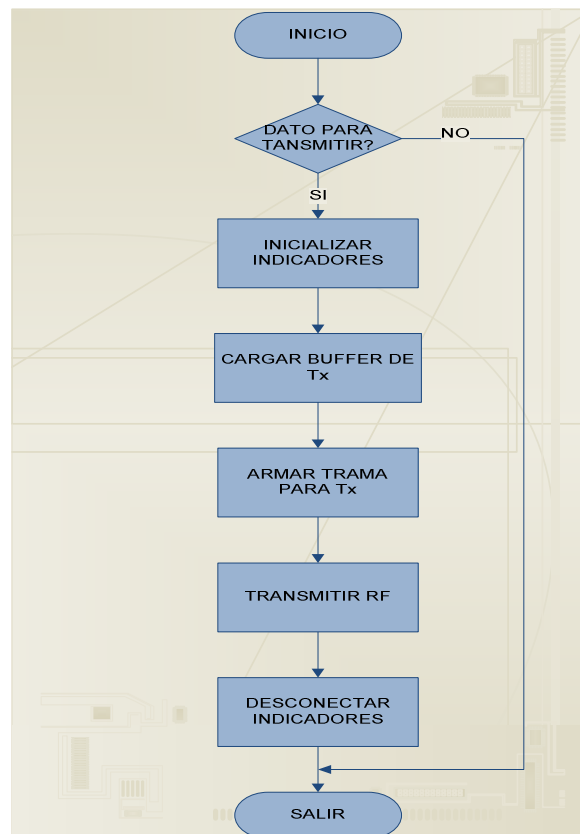 INICIO
DATO PARA
TANSMITIR?
NO
SI
INICIALIZAR
INDICADORES
CARGAR BUFFER DE
Tx
ARMAR TRAMA
PARA Tx
TRANSMITIR RF
DESCONECTAR
INDICADORES
SALIR